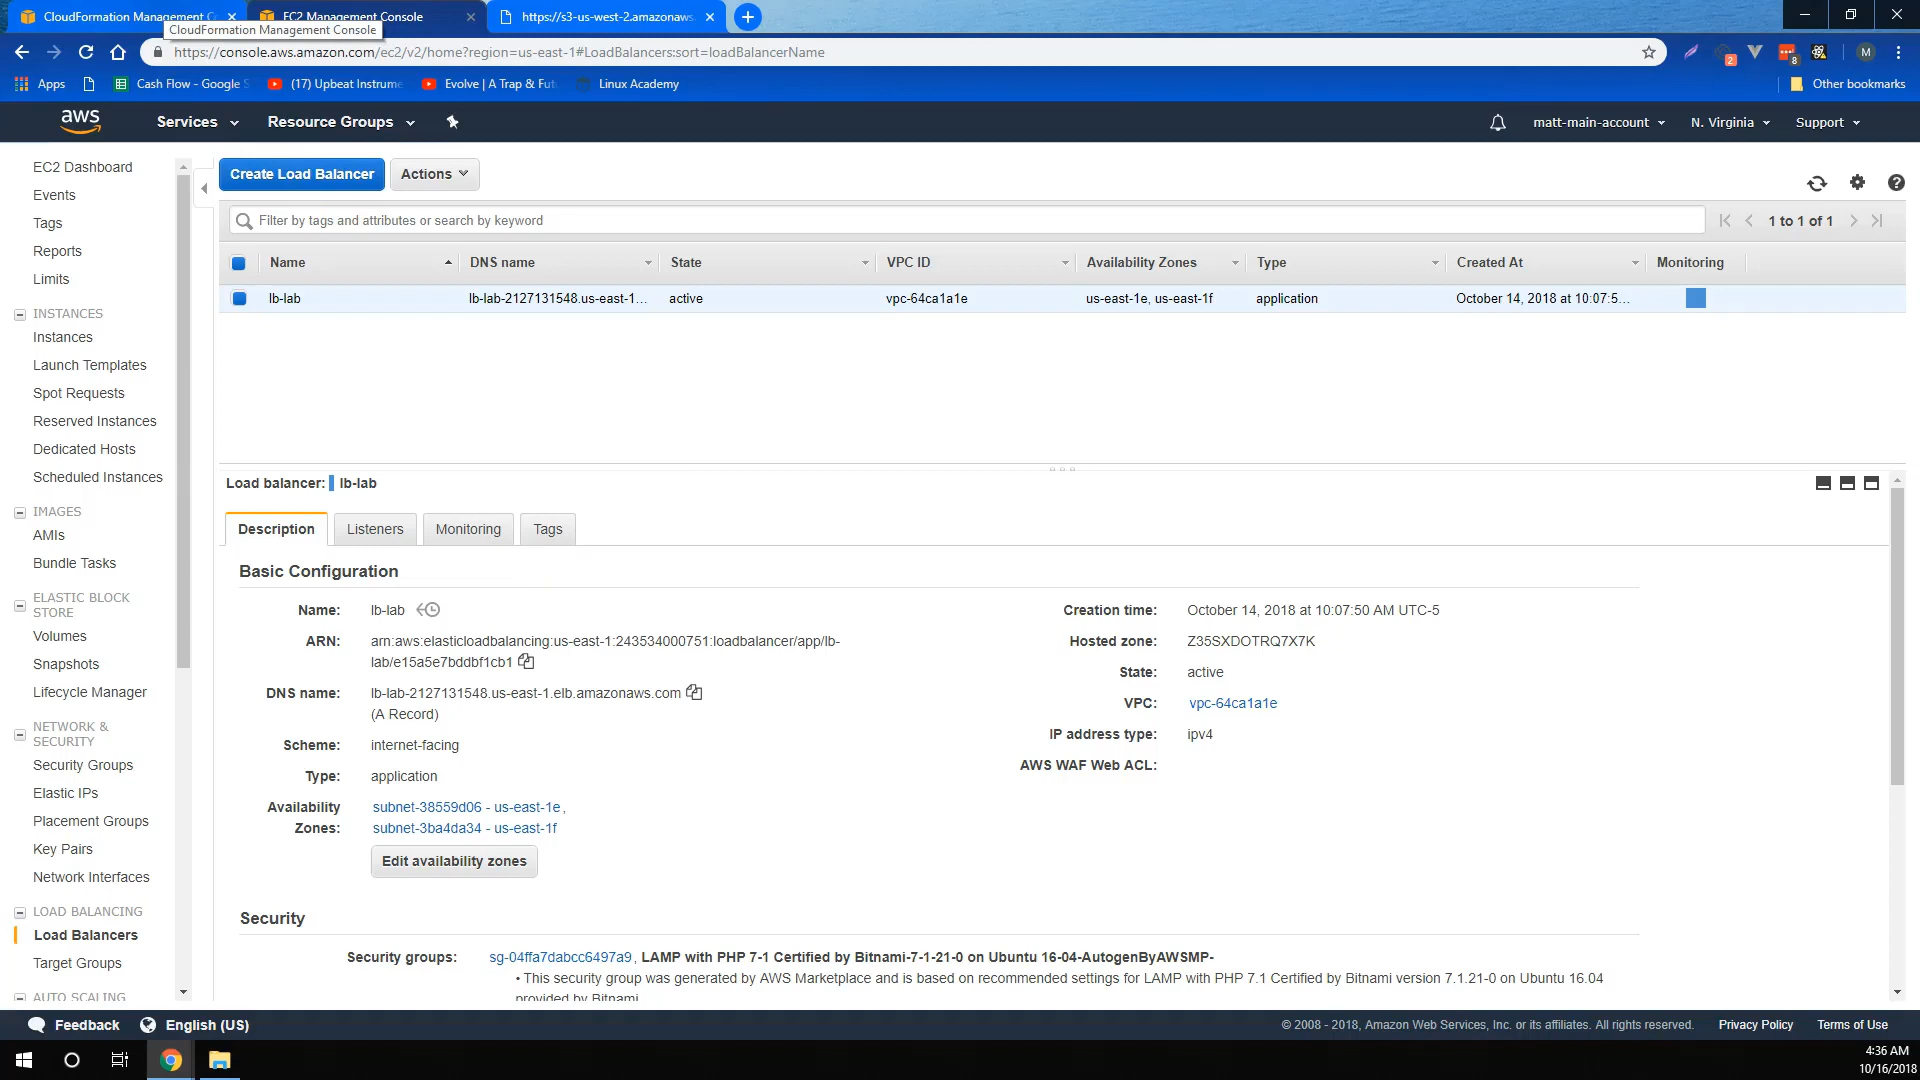 CloudFormation Management C
EC2 Management Console
https://s3-us-west-2.amazonaws.
CloudFormation Management Console
https://console.aws.amazon.com/ec2/v2/home?region=us-east-1#LoadBalancers:sort=loadBalancerName
2
8
M
Apps
Cash Flow - Google S
(17) Upbeat Instrume
Evolve | A Trap & Fut
Linux Academy
Other bookmarks
aws
Services
Resource Groups
matt-main-account
N. Virginia
Support
EC2 Dashboard
Events
Tags
Reports
Limits
INSTANCES
Instances
Launch Templates
Spot Requests
Reserved Instances
Dedicated Hosts
Scheduled Instances
IMAGES
AMIs
Bundle Tasks
ELASTIC BLOCK
STORE
Volumes
Snapshots
Lifecycle Manager
NETWORK &
SECURITY
Security Groups
Elastic IPs
Placement Groups
Key Pairs
Network Interfaces
LOAD BALANCING
Load Balancers
Target Groups
AUTO SCALING
Create Load Balancer
Actions
Filter by tags and attributes or search by keyword
1 to 1 of 1
Name DNS name State VPC ID Availability Zones Type Created At Monitoring
lb-lab lb-lab-2127131548.us-east-1... active vpc-64ca1a1e us-east-1e, us-east-1f application October 14, 2018 at 10:07:5...
Load balancer: lb-lab
Description
Listeners
Monitoring
Tags
Basic Configuration
Name: lb-lab
ARN: arn:aws:elasticloadbalancing:us-east-1:243534000751:loadbalancer/app/lb-
lab/e15a5e7bddbf1cb1
DNS name: lb-lab-2127131548.us-east-1.elb.amazonaws.com
(A Record)
Scheme: internet-facing
Type: application
Availability subnet-38559d06 - us-east-1e,
Zones: subnet-3ba4da34 - us-east-1f
Edit availability zones
Creation time: October 14, 2018 at 10:07:50 AM UTC-5
Hosted zone: Z35SXDOTRQ7X7K
State: active
VPC: vpc-64ca1a1e
IP address type: ipv4
AWS WAF Web ACL:
Security
Security groups: sg-04ffa7dabcc6497a9, LAMP with PHP 7-1 Certified by Bitnami-7-1-21-0 on Ubuntu 16-04-AutogenByAWSMP-
• This security group was generated by AWS Marketplace and is based on recommended settings for LAMP with PHP 7.1 Certified by Bitnami version 7.1.21-0 on Ubuntu 16.04
provided by Bitnami
Feedback
English (US)
© 2008 - 2018, Amazon Web Services, Inc. or its affiliates. All rights reserved.
Privacy Policy
Terms of Use
4:36 AM
10/16/2018